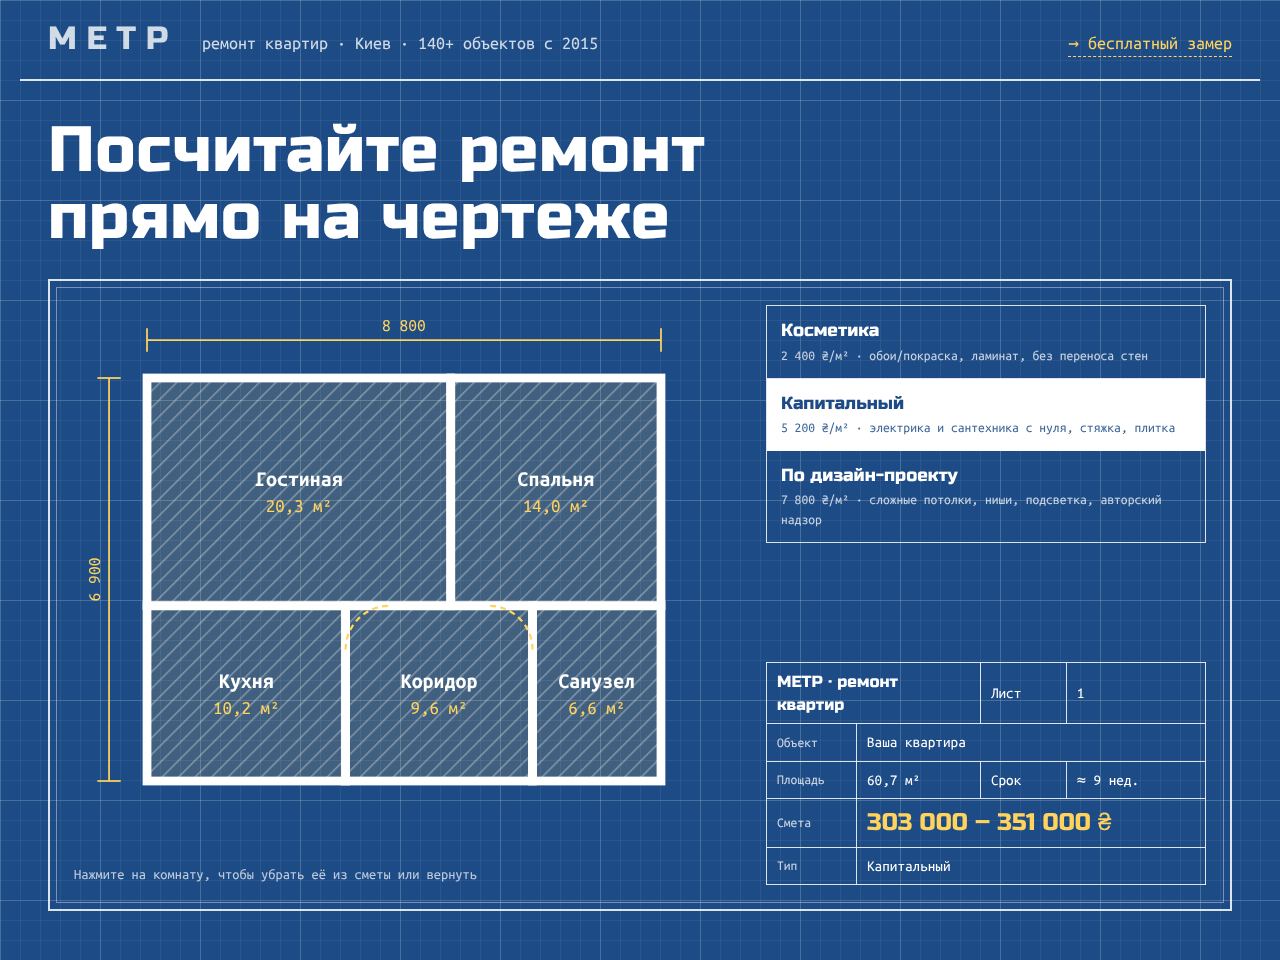 МЕТР
ремонт квартир · Киев · 140+ объектов с 2015
→ бесплатный замер
Посчитайте ремонт
прямо на чертеже
8 800
6 900
Гостиная
20,3 м²
Спальня
14,0 м²
Кухня
10,2 м²
Коридор
9,6 м²
Санузел
6,6 м²
Нажмите на комнату, чтобы убрать её из сметы или вернуть
Косметика
2 400 ₴/м² · обои/покраска, ламинат, без переноса стен
Капитальный
5 200 ₴/м² · электрика и сантехника с нуля, стяжка, плитка
По дизайн-проекту
7 800 ₴/м² · сложные потолки, ниши, подсветка, авторский
надзор
МЕТР · ремонт
квартир
Лист
1
Объект
Ваша квартира
Площадь
60,7 м²
Срок
≈ 9 нед.
Смета
303 000 – 351 000 ₴
Тип
Капитальный